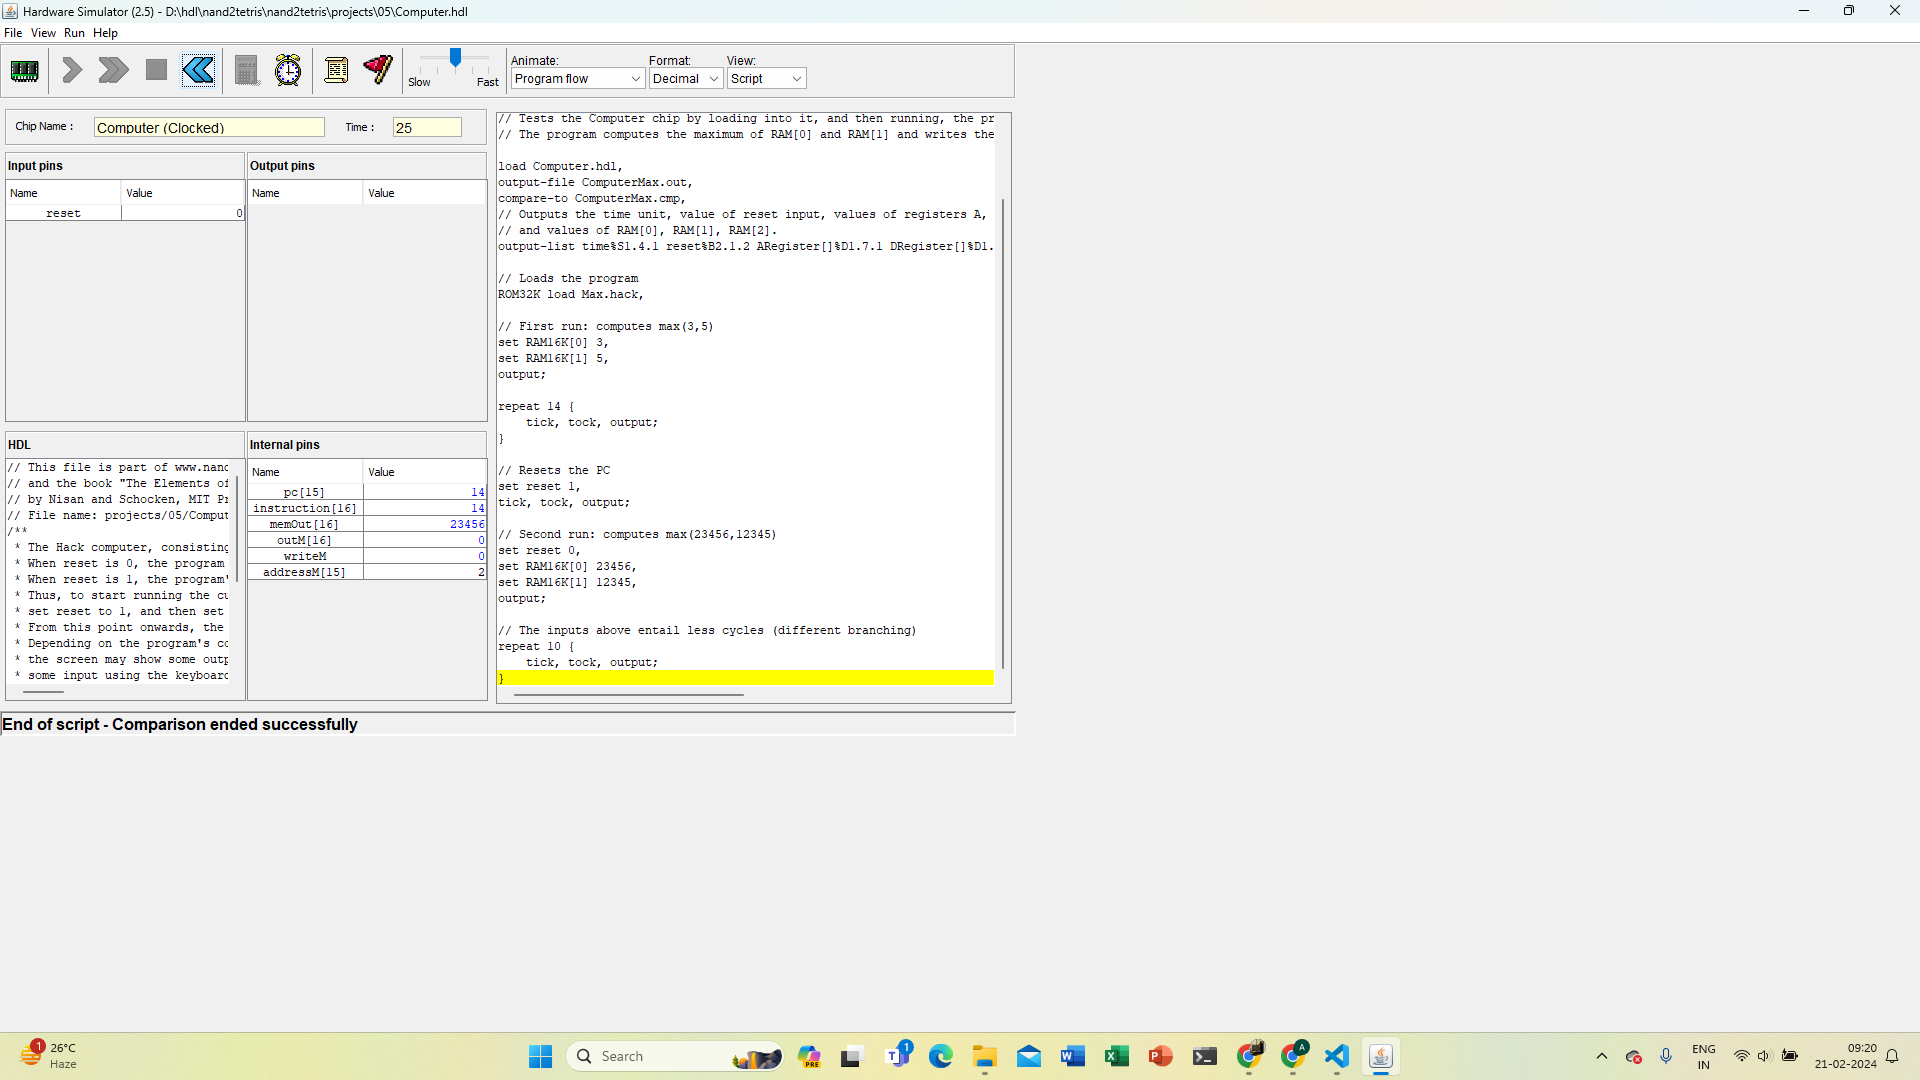 Hardware Simulator (2.5) - D:\hdl\nand2tetris\nand2tetris\projects\05\Computer.hdl
File View Run Help
Slow Fast
Animate: Format: View:
Program flow Decimal Script
Chip Name : Computer (Clocked) Time : 25
Input pins
Name Value
reset 0
Output pins
Name Value
HDL
// This file is part of www.nand
// and the book "The Elements of
// by Nisan and Schocken, MIT Pr
// File name: projects/05/Comput
/**
* The Hack computer, consisting
* When reset is 0, the program
* When reset is 1, the program'
* Thus, to start running the cu
* set reset to 1, and then set
* From this point onwards, the
* Depending on the program's co
* the screen may show some outp
* some input using the keyboard
Internal pins
Name Value
pc[15] 14
instruction[16] 14
memOut[16] 23456
outM[16] 0
writeM 0
addressM[15] 2
// Tests the Computer chip by loading into it, and then running, the pr
// The program computes the maximum of RAM[0] and RAM[1] and writes the
load Computer.hdl,
output-file ComputerMax.out,
compare-to ComputerMax.cmp,
// Outputs the time unit, value of reset input, values of registers A,
// and values of RAM[0], RAM[1], RAM[2].
output-list time%S1.4.1 reset%B2.1.2 ARegister[]%D1.7.1 DRegister[]%D1.
// Loads the program
ROM32K load Max.hack,
// First run: computes max(3,5)
set RAM16K[0] 3,
set RAM16K[1] 5,
output;
repeat 14 {
tick, tock, output;
}
// Resets the PC
set reset 1,
tick, tock, output;
// Second run: computes max(23456,12345)
set reset 0,
set RAM16K[0] 23456,
set RAM16K[1] 12345,
output;
// The inputs above entail less cycles (different branching)
repeat 10 {
tick, tock, output;
}
End of script - Comparison ended successfully
1
26°C
Haze
Search
PRE
1
A
ENG
IN
09:20
21-02-2024